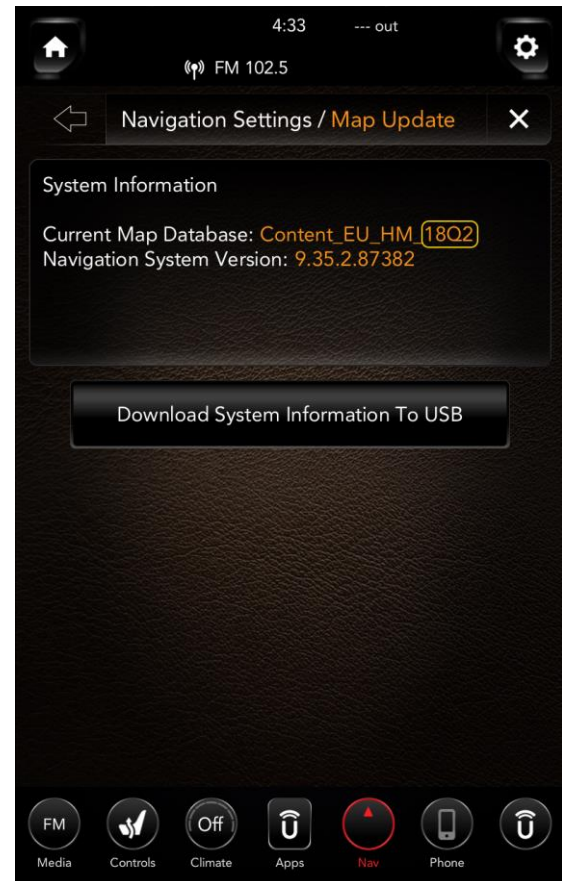 4:33 --- out
FM 102.5
Navigation Settings / Map Update
System Information
Current Map Database: Content_EU_HM_18Q2
Navigation System Version: 9.35.2.87382
Download System Information To USB
FM Off
Media Controls Climate Apps Nav Phone